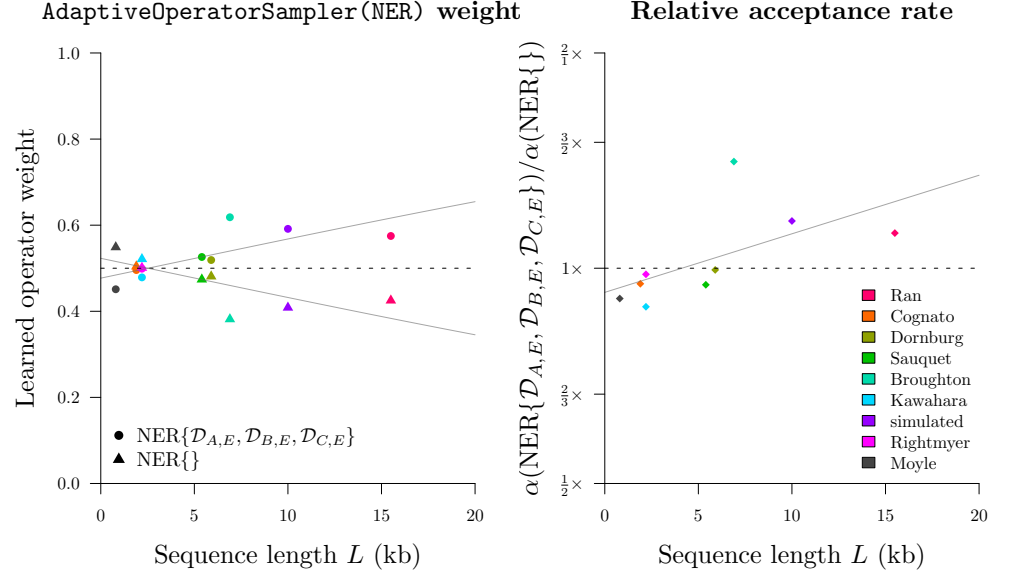 AdaptiveOperatorSampler(NER) weight
Learned operator weight
1.0
0.8
0.6
0.4
0.2
0.0
0
5
10
15
20
Sequence length L (kb)
NER{𝒟_{A,E}, 𝒟_{B,E}, 𝒟_{C,E}}
NER{}
Relative acceptance rate
α(NER{𝒟_{A,E}, 𝒟_{B,E}, 𝒟_{C,E}})/α(NER{})
2/1×
3/2×
1×
2/3×
1/2×
0
5
10
15
20
Sequence length L (kb)
Ran
Cognato
Dornburg
Sauquet
Broughton
Kawahara
simulated
Rightmyer
Moyle